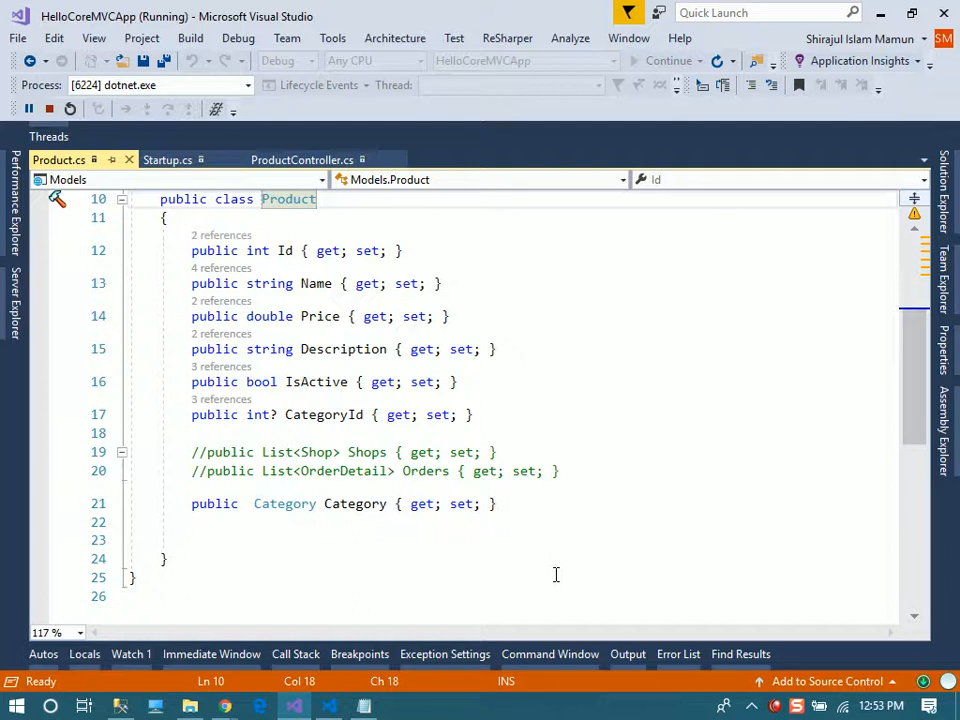 HelloCoreMVCApp (Running) - Microsoft Visual Studio
Quick Launch
File Edit View Project Build Debug Team Tools Architecture Test ReSharper Analyze Window Help Shirajul Islam Mamun SM
Debug Any CPU HelloCoreMVCApp Continue Application Insights
Process: [6224] dotnet.exe Lifecycle Events Thread:
Threads
Product.cs Startup.cs ProductController.cs
Models Models.Product Id
Performance Explorer
Server Explorer
Solution Explorer
Team Explorer
Properties
Assembly Explorer
10 public class Product
11 {
2 references
12 public int Id { get; set; }
4 references
13 public string Name { get; set; }
2 references
14 public double Price { get; set; }
2 references
15 public string Description { get; set; }
3 references
16 public bool IsActive { get; set; }
3 references
17 public int? CategoryId { get; set; }
18
19 //public List<Shop> Shops { get; set; }
20 //public List<OrderDetail> Orders { get; set; }
21 public  Category Category { get; set; }
22
23
24 }
25 }
26
117 %
Autos Locals Watch 1 Immediate Window Call Stack Breakpoints Exception Settings Command Window Output Error List Find Results
Ready Ln 10 Col 18 Ch 18 INS Add to Source Control
12:53 PM